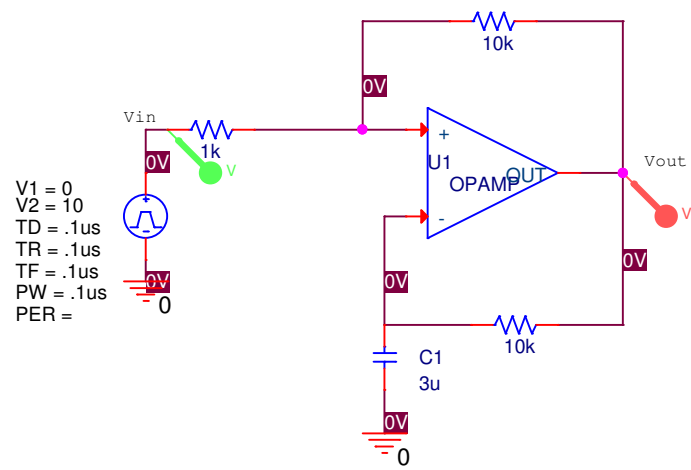 10k
0V
Vin
1k
V
0V
+
U1
OPAMP
OUT
Vout
V
V1 = 0
V2 = 10
TD = .1us
TR = .1us
TF = .1us
PW = .1us
PER =
+
-
0V
0
-
0V
0V
10k
C1
3u
0V
0